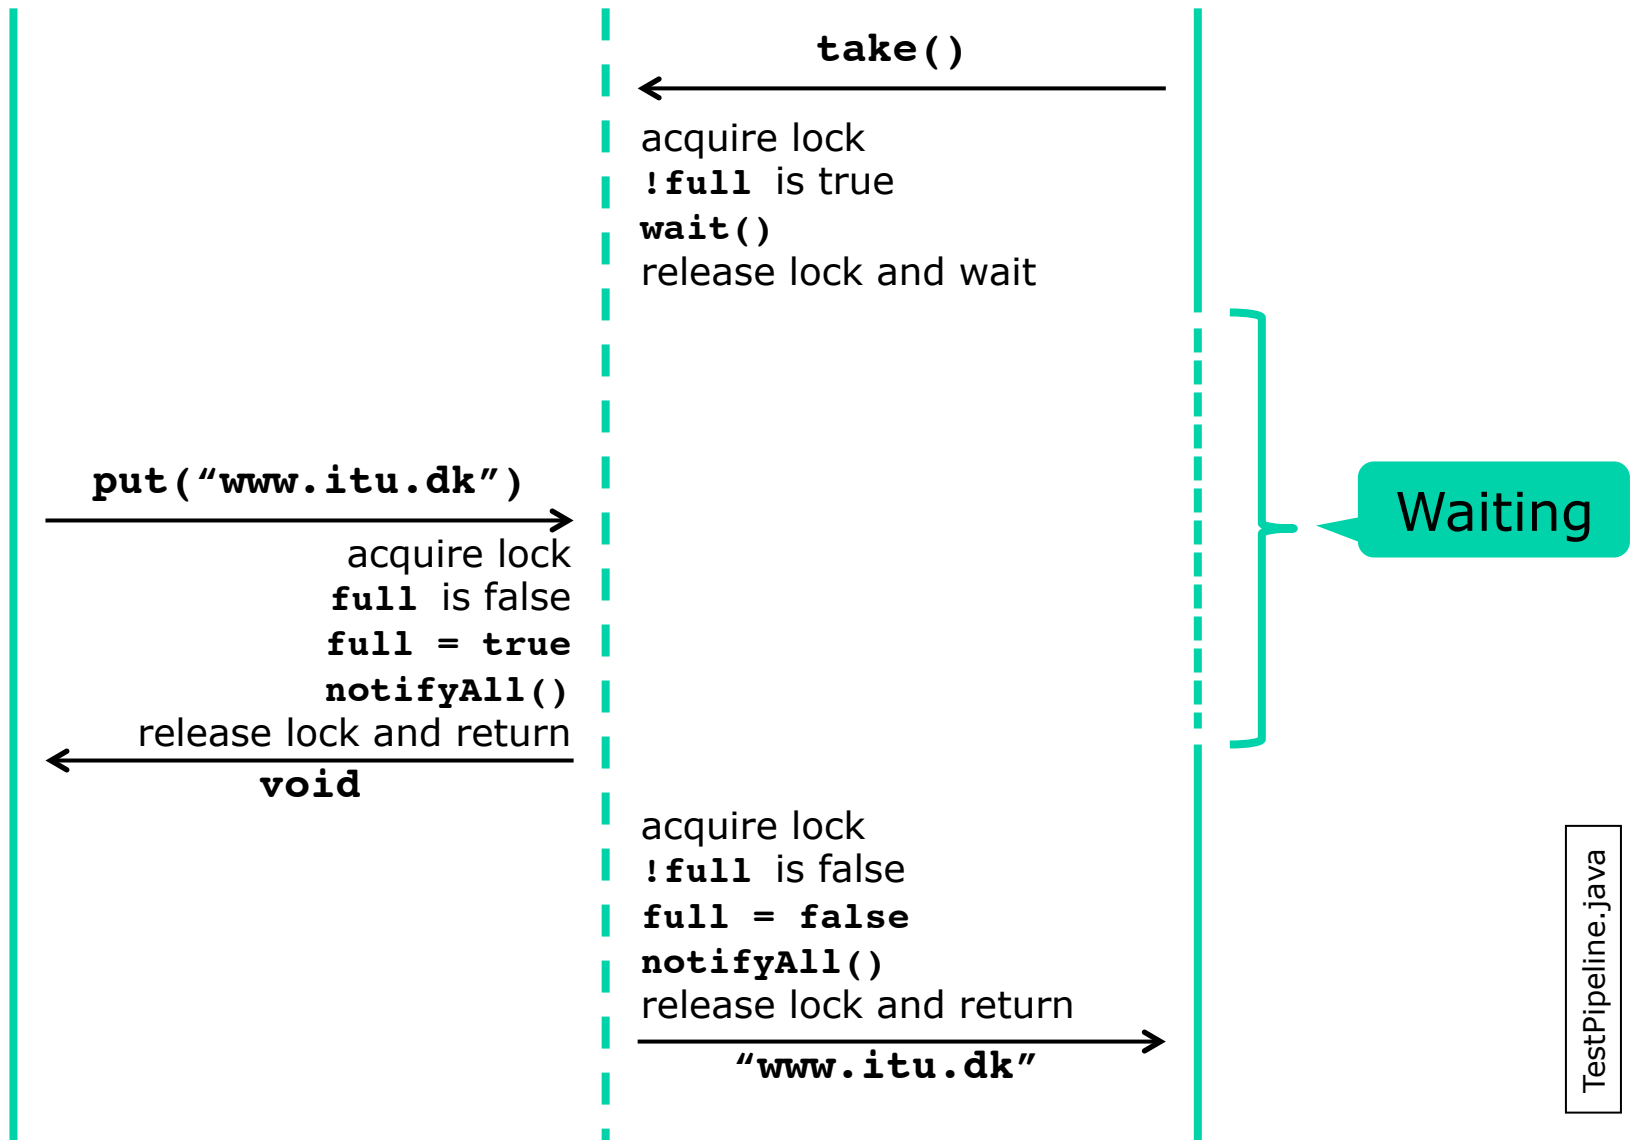 take()
acquire lock
!full is true
wait()
release lock and wait
put(“www.itu.dk”)
Waiting
acquire lock
full is false
full = true
notifyAll()
release lock and return
void
acquire lock
!full is false
full = false
notifyAll()
release lock and return
“www.itu.dk”
TestPipeline.java